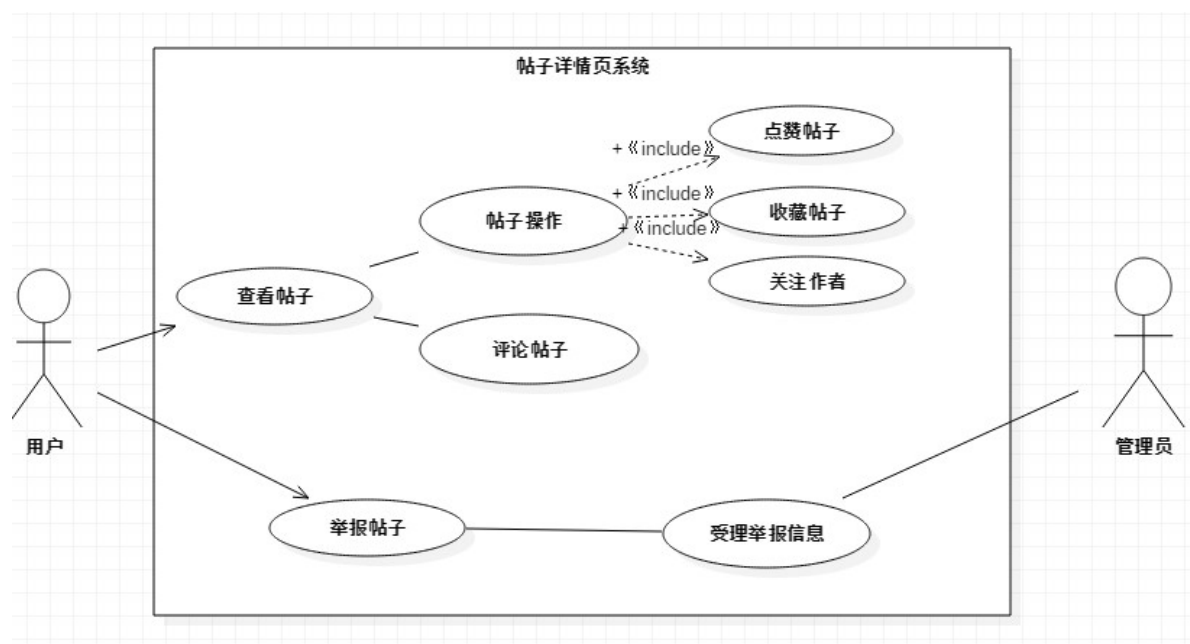 帖子详情页系统
点赞帖子
+《include》
+《include》
收藏帖子
帖子操作
+《include》
关注作者
查看帖子
评论帖子
用户
管理员
举报帖子
受理举报信息